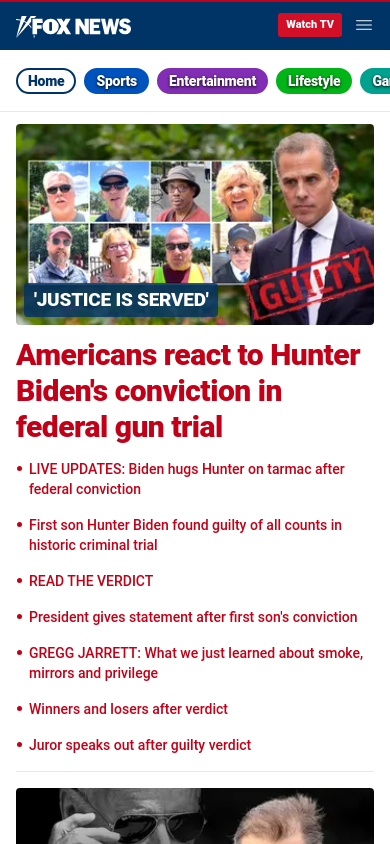 FOX NEWS
Watch TV
Home
Sports
Entertainment
Lifestyle
Ga
GUILTY
'JUSTICE IS SERVED'
Americans react to Hunter
Biden's conviction in
federal gun trial
LIVE UPDATES: Biden hugs Hunter on tarmac after
federal conviction
First son Hunter Biden found guilty of all counts in
historic criminal trial
READ THE VERDICT
President gives statement after first son's conviction
GREGG JARRETT: What we just learned about smoke,
mirrors and privilege
Winners and losers after verdict
Juror speaks out after guilty verdict